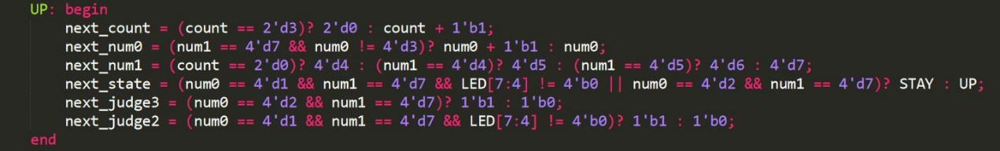 UP: begin
    next_count = (count == 2'd3)? 2'd0 : count + 1'b1;
    next_num0 = (num1 == 4'd7 && num0 != 4'd3)? num0 + 1'b1 : num0;
    next_num1 = (count == 2'd0)? 4'd4 : (num1 == 4'd4)? 4'd5 : (num1 == 4'd5)? 4'd6 : 4'd7;
    next_state = (num0 == 4'd1 && num1 == 4'd7 && LED[7:4] != 4'b0 || num0 == 4'd2 && num1 == 4'd7)? STAY : UP;
    next_judge3 = (num0 == 4'd2 && num1 == 4'd7)? 1'b1 : 1'b0;
    next_judge2 = (num0 == 4'd1 && num1 == 4'd7 && LED[7:4] != 4'b0)? 1'b1 : 1'b0;
end